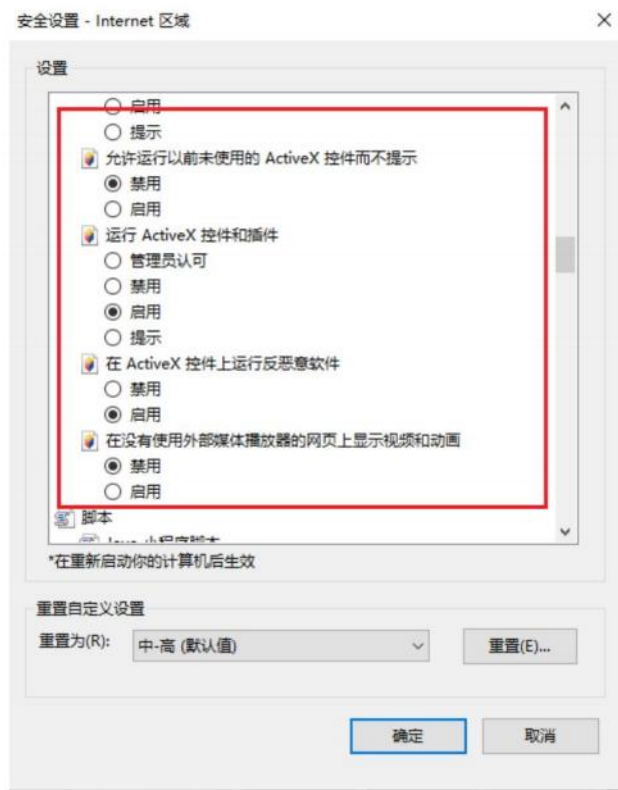 安全设置 - Internet 区域
设置
启用
提示
允许运行以前未使用的 ActiveX 控件而不提示
禁用
启用
运行 ActiveX 控件和插件
管理员认可
禁用
启用
提示
在 ActiveX 控件上运行反恶意软件
禁用
启用
在没有使用外部媒体播放器的网页上显示视频和动画
禁用
启用
脚本
Java 小程序脚本
*在重新启动你的计算机后生效
重置自定义设置
重置为(R):
中-高 (默认值)
重置(E)...
确定
取消